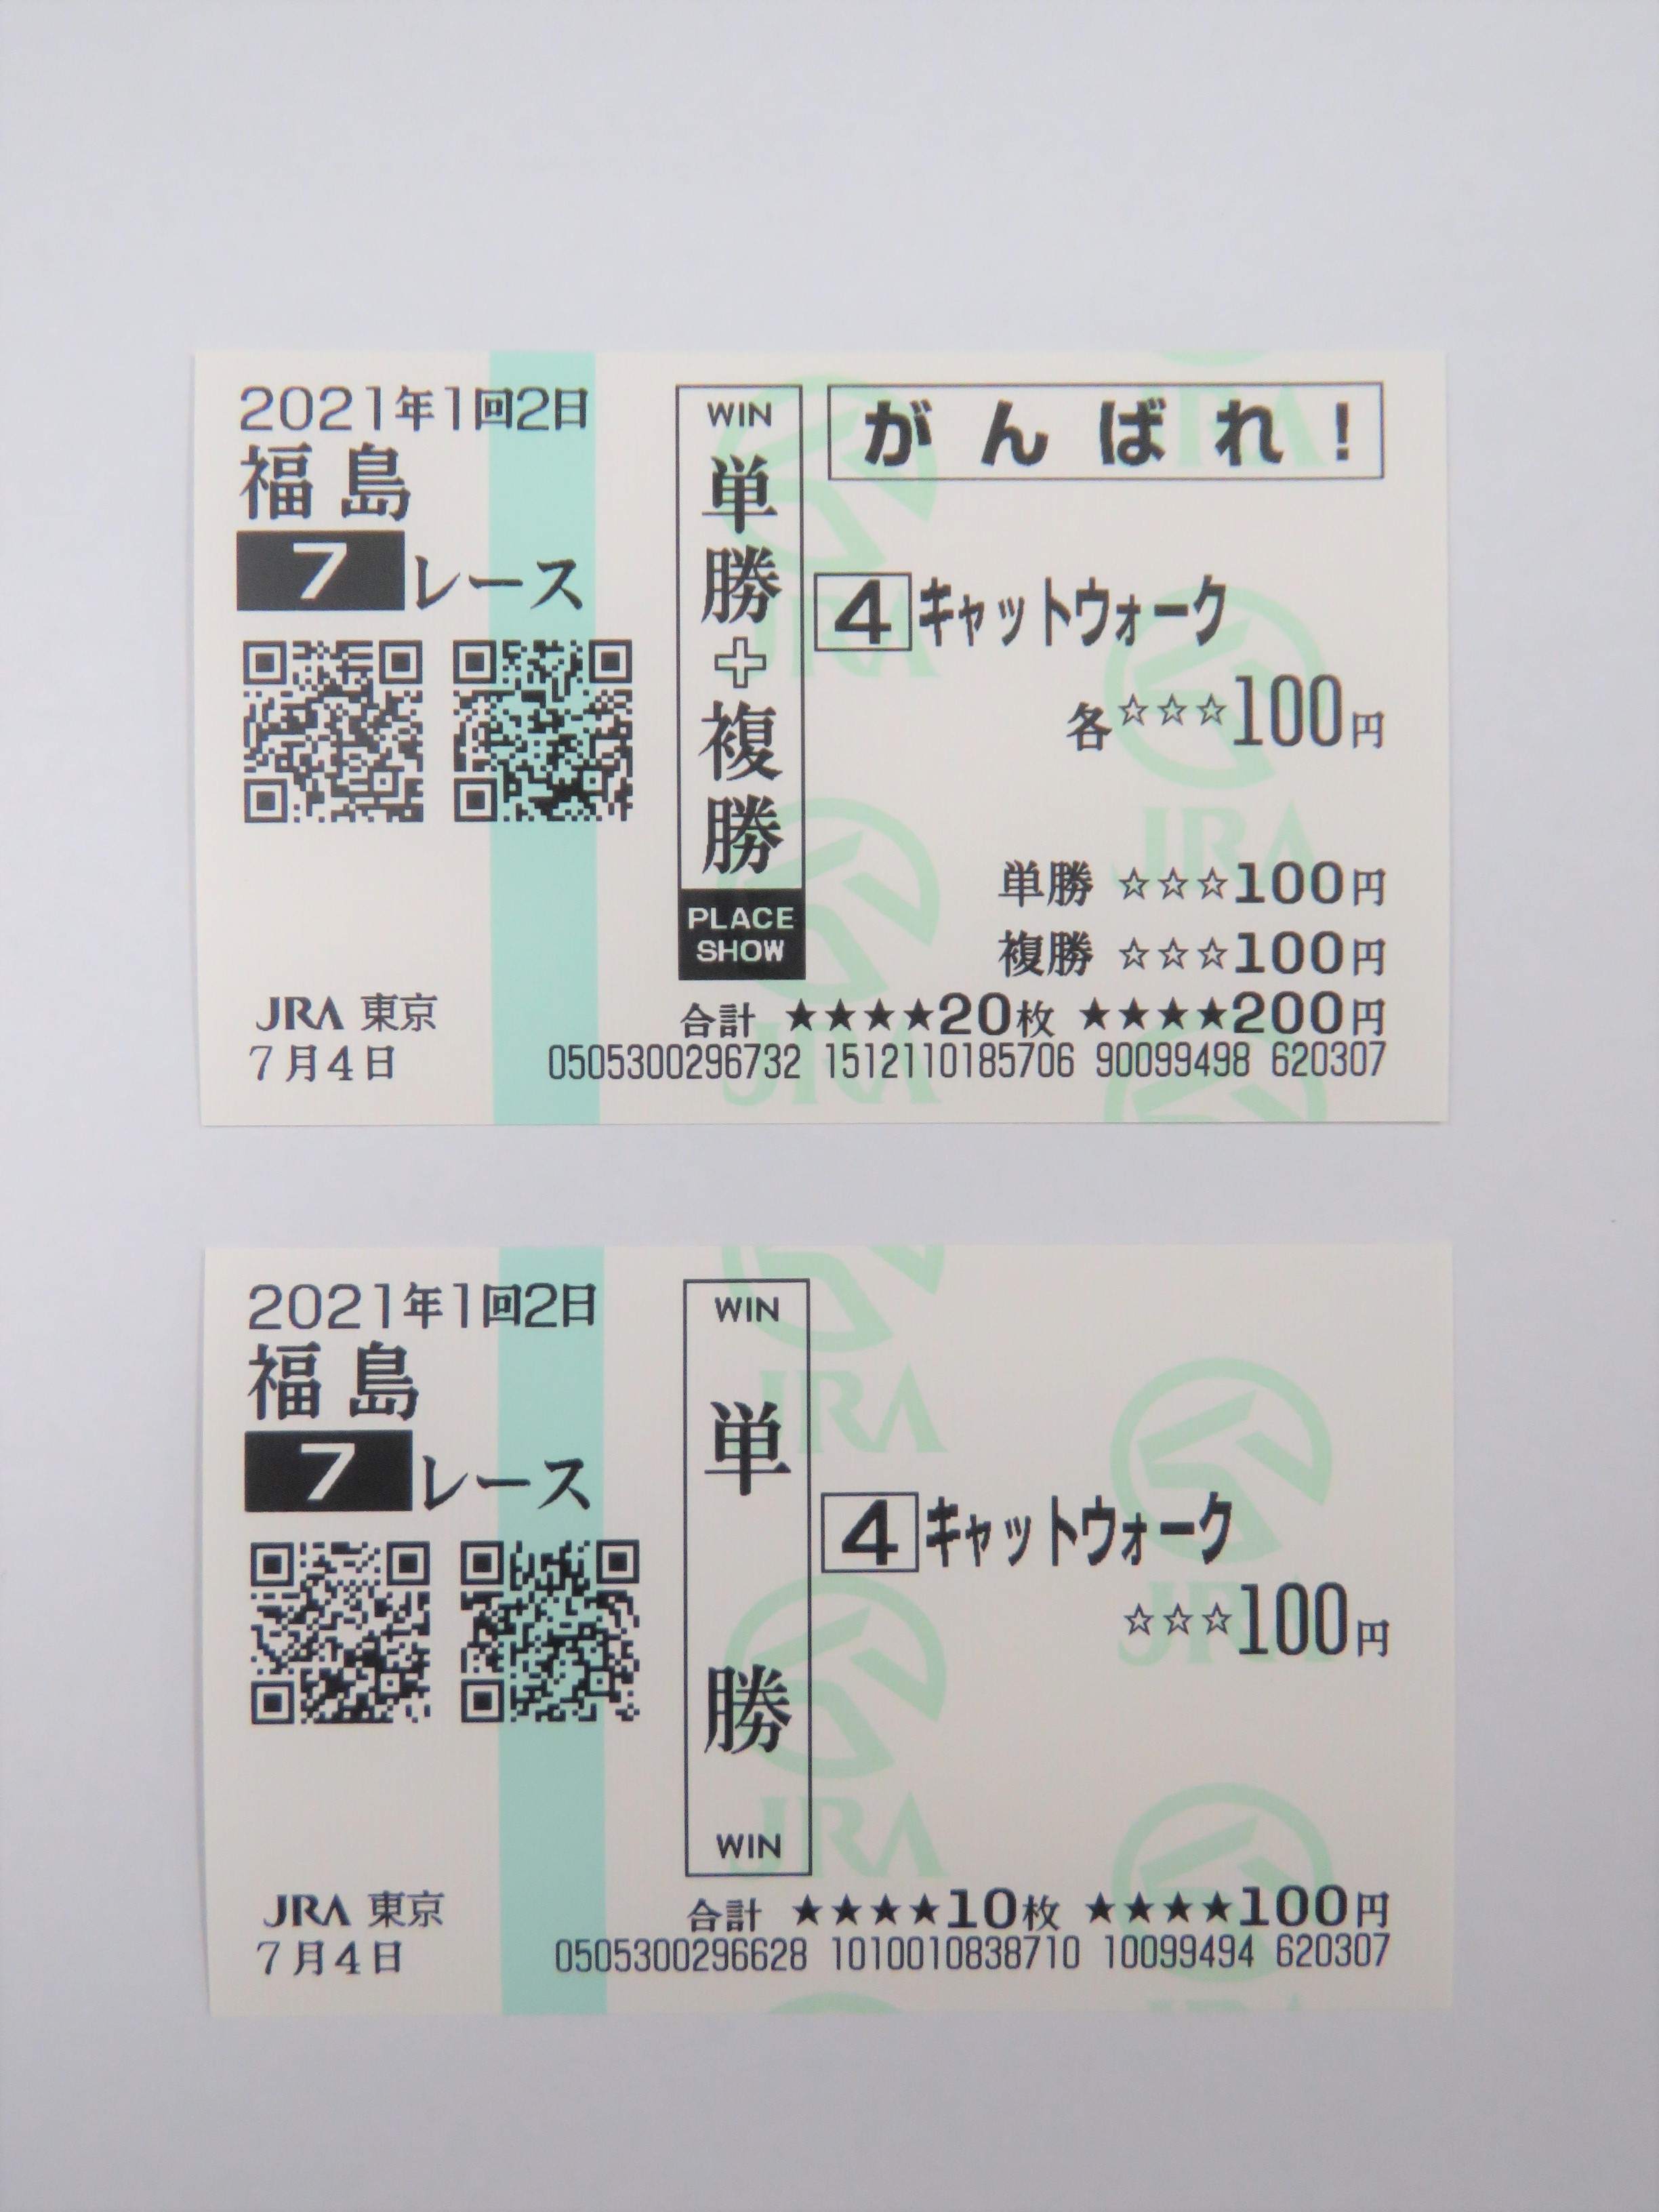 2021年1回2日
福島
7レース
WIN
単勝+複勝
PLACE
SHOW
がんばれ!
4 キャットウォーク
各☆☆☆100円
単勝 ☆☆☆100円
複勝 ☆☆☆100円
合計 ★★★★20枚 ★★★★200円
JRA 東京
7月4日
0505300296732 1512110185706 90099498 620307
2021年1回2日
福島
7レース
WIN
単勝
WIN
4 キャットウォーク
☆☆☆100円
合計 ★★★★10枚 ★★★★100円
JRA 東京
7月4日
0505300296628 1010010838710 10099494 620307